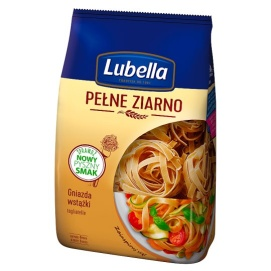 Lubella
PEŁNE ZIARNO
NOWY
PYSZNY
SMAK
Gniazda
wstążki
tagliatelle